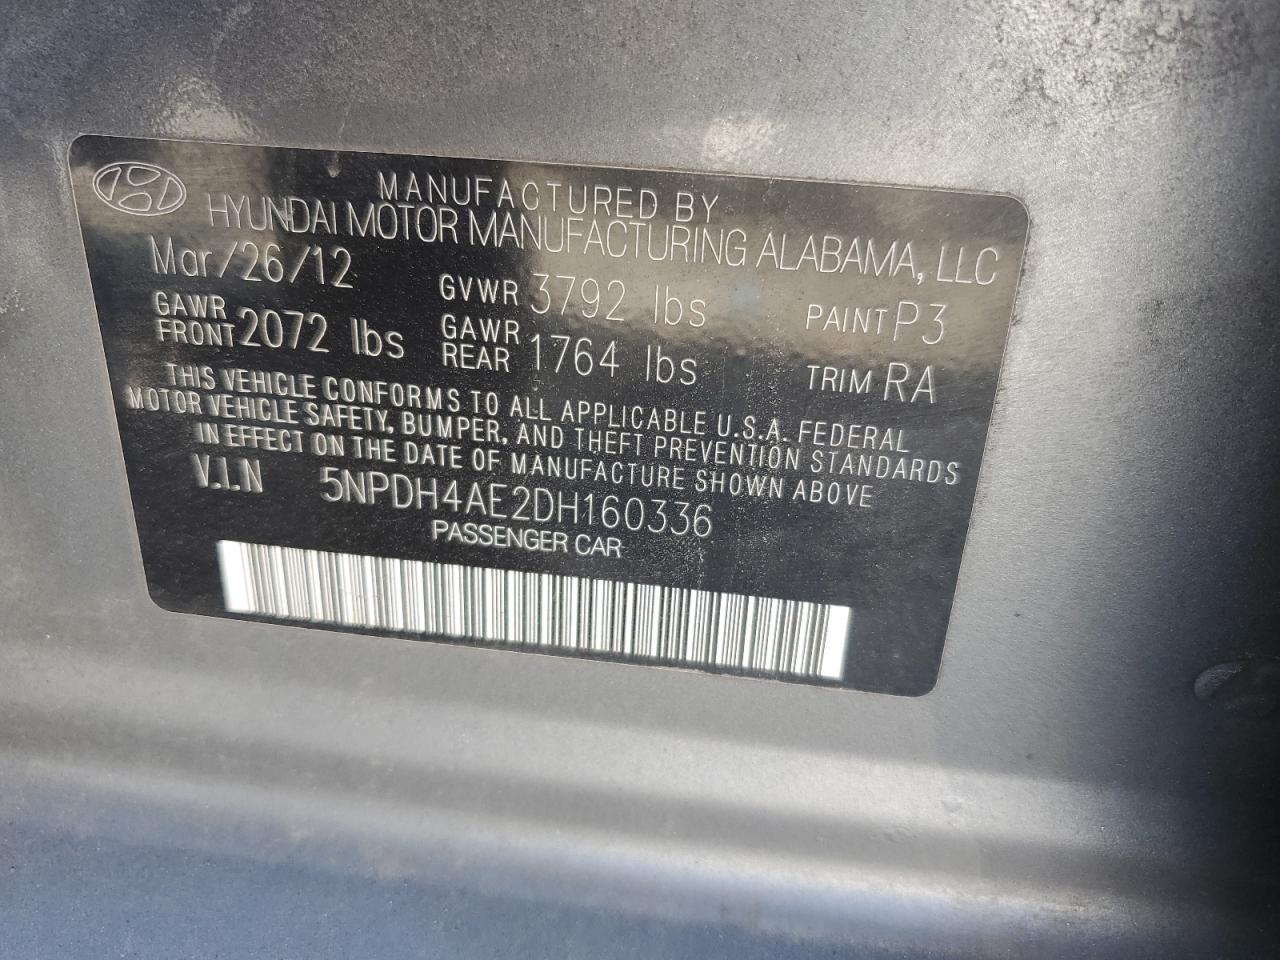 MANUFACTURED BY
HYUNDAI MOTOR MANUFACTURING ALABAMA, LLC
Mar/26/12 GVWR 3792 lbs PAINT P3
GAWR FRONT 2072 lbs GAWR REAR 1764 lbs TRIM RA
THIS VEHICLE CONFORMS TO ALL APPLICABLE U.S.A. FEDERAL
MOTOR VEHICLE SAFETY, BUMPER, AND THEFT PREVENTION STANDARDS
IN EFFECT ON THE DATE OF MANUFACTURE SHOWN ABOVE
V.I.N 5NPDH4AE2DH160336
PASSENGER CAR